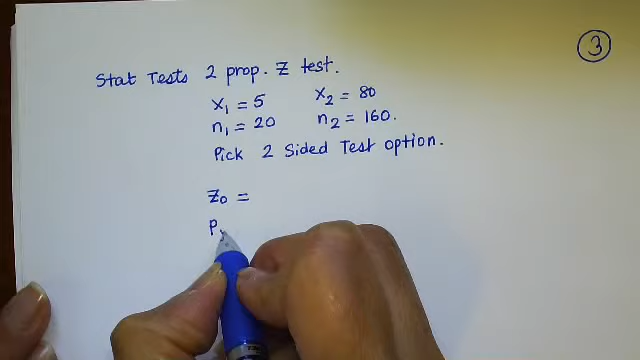 3
Stat Tests 2 prop. Z test.
x₁ = 5 x₂ = 80
n₁ = 20 n₂ = 160.
Pick 2 Sided Test option.
Z₀ =
P